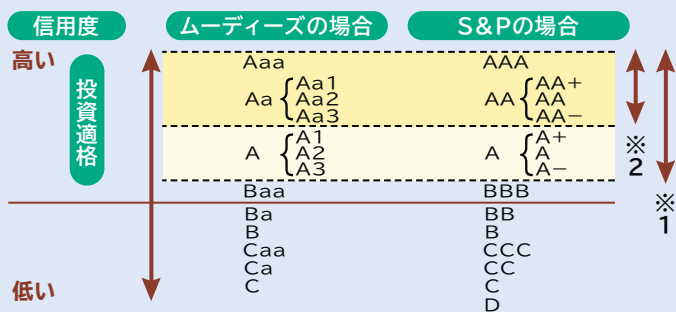 信用度 ムーディーズの場合 S&Pの場合
高い Aaa AAA
投資適格
Aa { Aa1 Aa2 Aa3 AA { AA+ AA AA−
A { A1 A2 A3 A { A+ A A−
※2
Baa BBB
※1
Ba BB
B B
Caa CCC
Ca CC
低い C C
D